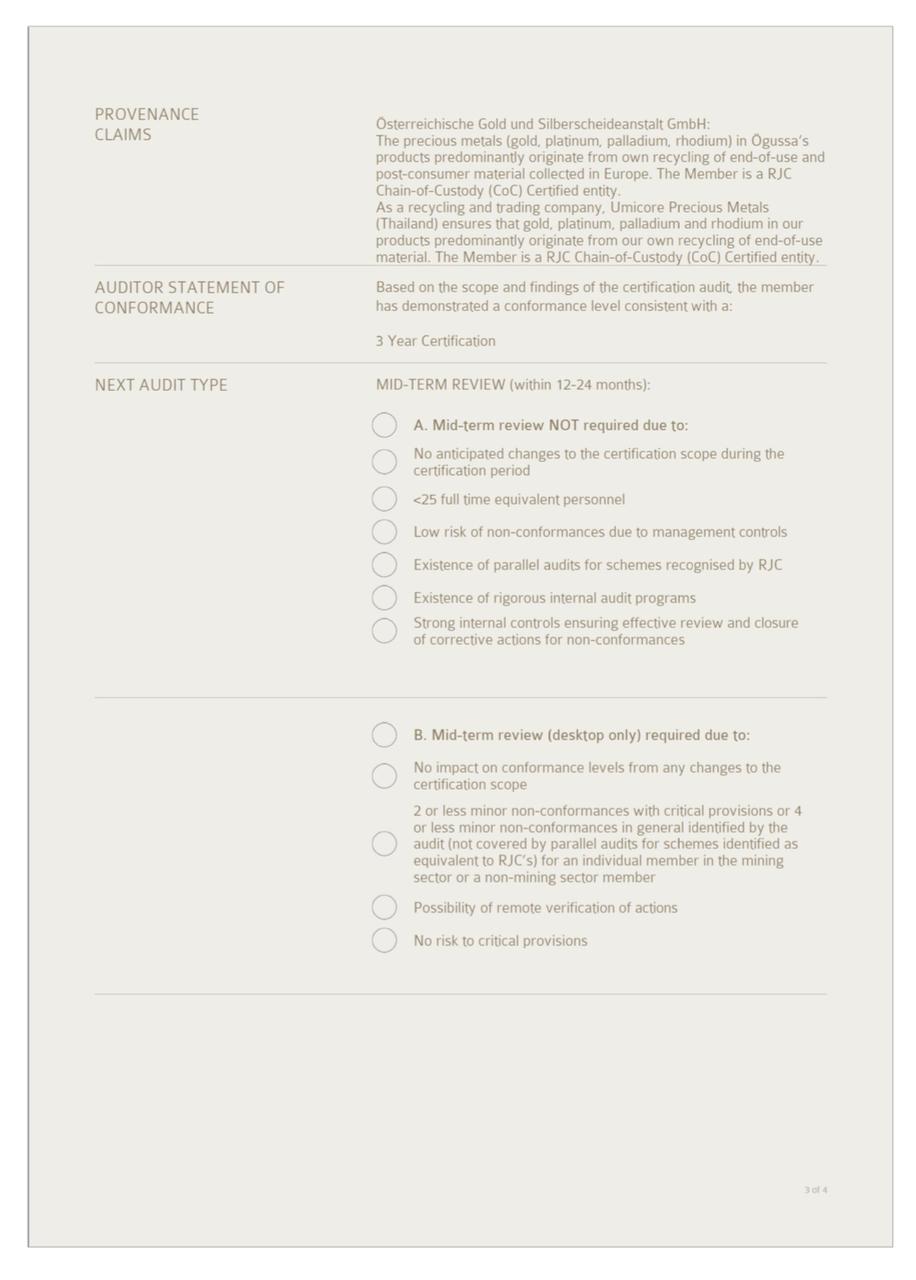 PROVENANCE
CLAIMS
Österreichische Gold und Silberscheideanstalt GmbH:
The precious metals (gold, platinum, palladium, rhodium) in Ögussa's
products predominantly originate from own recycling of end-of-use and
post-consumer material collected in Europe. The Member is a RJC
Chain-of-Custody (CoC) Certified entity.
As a recycling and trading company, Umicore Precious Metals
(Thailand) ensures that gold, platinum, palladium and rhodium in our
products predominantly originate from our own recycling of end-of-use
material. The Member is a RJC Chain-of-Custody (CoC) Certified entity.
AUDITOR STATEMENT OF
CONFORMANCE
Based on the scope and findings of the certification audit, the member
has demonstrated a conformance level consistent with a:
3 Year Certification
NEXT AUDIT TYPE
MID-TERM REVIEW (within 12-24 months):
A. Mid-term review NOT required due to:
No anticipated changes to the certification scope during the
certification period
<25 full time equivalent personnel
Low risk of non-conformances due to management controls
Existence of parallel audits for schemes recognised by RJC
Existence of rigorous internal audit programs
Strong internal controls ensuring effective review and closure
of corrective actions for non-conformances
B. Mid-term review (desktop only) required due to:
No impact on conformance levels from any changes to the
certification scope
2 or less minor non-conformances with critical provisions or 4
or less minor non-conformances in general identified by the
audit (not covered by parallel audits for schemes identified as
equivalent to RJC's) for an individual member in the mining
sector or a non-mining sector member
Possibility of remote verification of actions
No risk to critical provisions
3 of 4